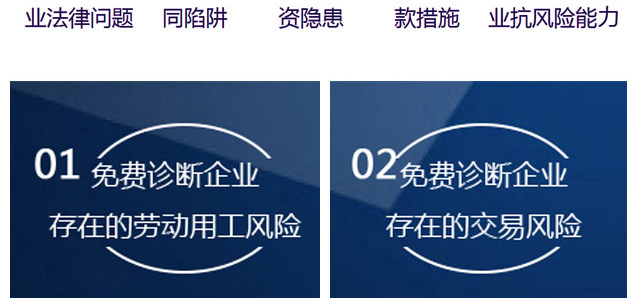 业法律问题 同陷阱 资隐患 款措施 业抗风险能力
01 免费诊断企业
存在的劳动用工风险
02 免费诊断企业
存在的交易风险